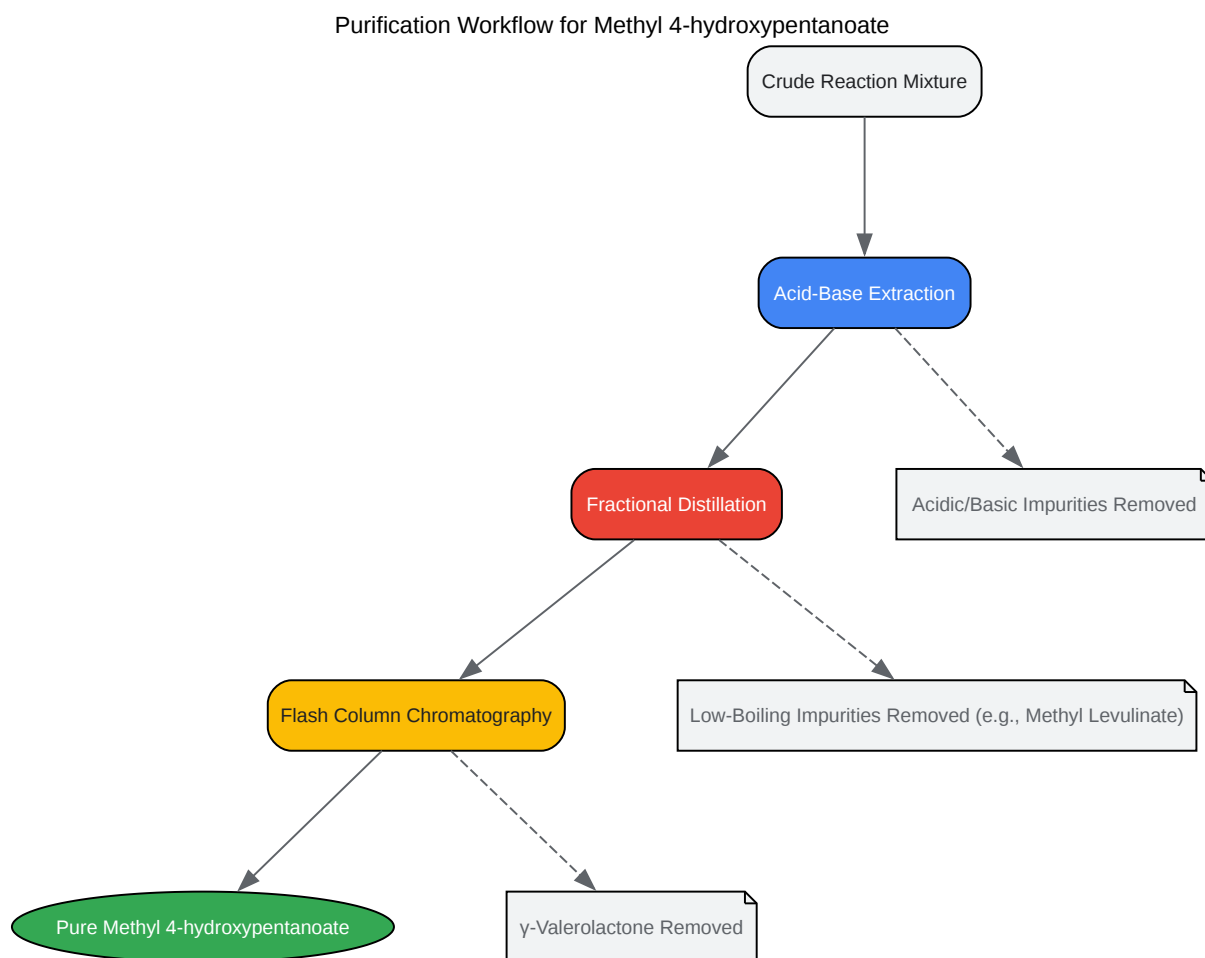 Purification Workflow for Methyl 4-hydroxypentanoate
Crude Reaction Mixture
Acid-Base Extraction
Fractional Distillation
Acidic/Basic Impurities Removed
Flash Column Chromatography
Low-Boiling Impurities Removed (e.g., Methyl Levulinate)
Pure Methyl 4-hydroxypentanoate
γ-Valerolactone Removed